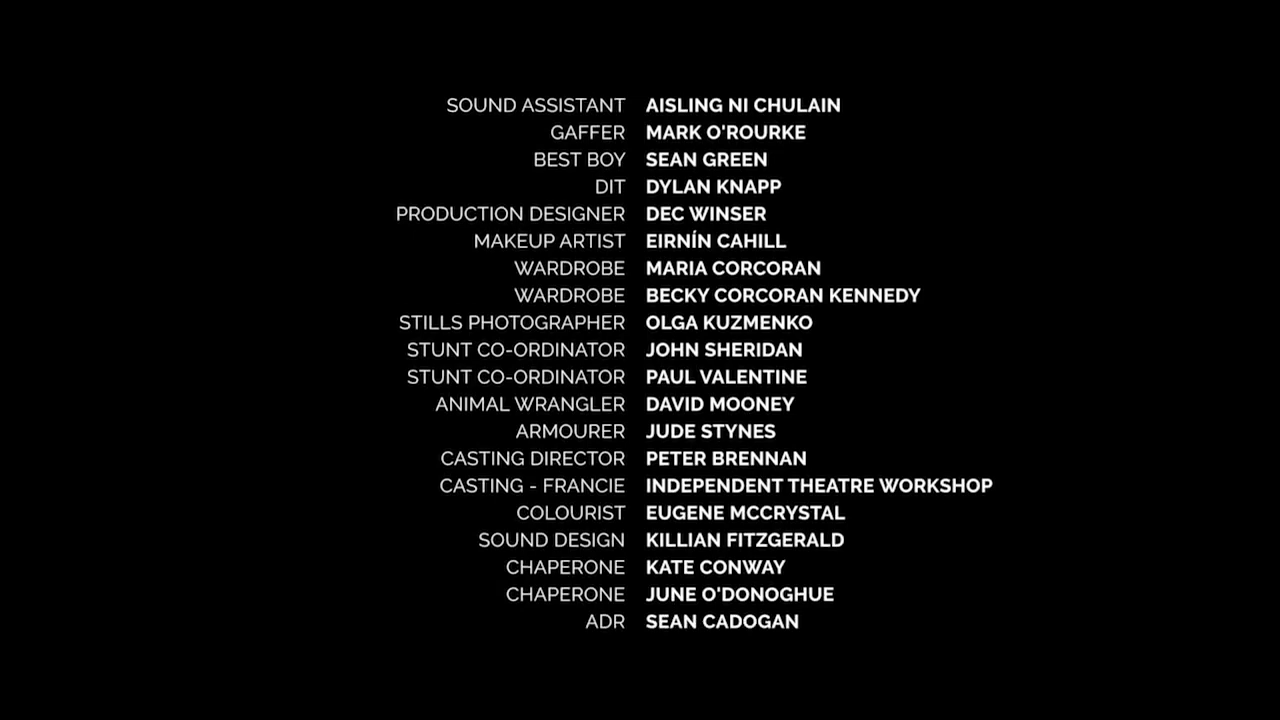 SOUND ASSISTANT AISLING NI CHULAIN
GAFFER MARK O'ROURKE
BEST BOY SEAN GREEN
DIT DYLAN KNAPP
PRODUCTION DESIGNER DEC WINSER
MAKEUP ARTIST EIRNÍN CAHILL
WARDROBE MARIA CORCORAN
WARDROBE BECKY CORCORAN KENNEDY
STILLS PHOTOGRAPHER OLGA KUZMENKO
STUNT CO-ORDINATOR JOHN SHERIDAN
STUNT CO-ORDINATOR PAUL VALENTINE
ANIMAL WRANGLER DAVID MOONEY
ARMOURER JUDE STYNES
CASTING DIRECTOR PETER BRENNAN
CASTING - FRANCIE INDEPENDENT THEATRE WORKSHOP
COLOURIST EUGENE MCCRYSTAL
SOUND DESIGN KILLIAN FITZGERALD
CHAPERONE KATE CONWAY
CHAPERONE JUNE O'DONOGHUE
ADR SEAN CADOGAN